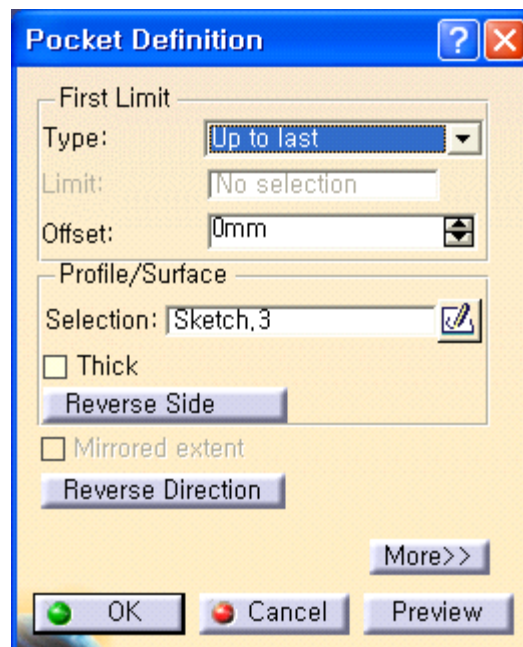 Pocket Definition
First Limit
Type: Up to last
Limit: No selection
Offset: 0mm
Profile/Surface
Selection: Sketch,3
Thick
Reverse Side
Mirrored extent
Reverse Direction
More>>
OK Cancel Preview